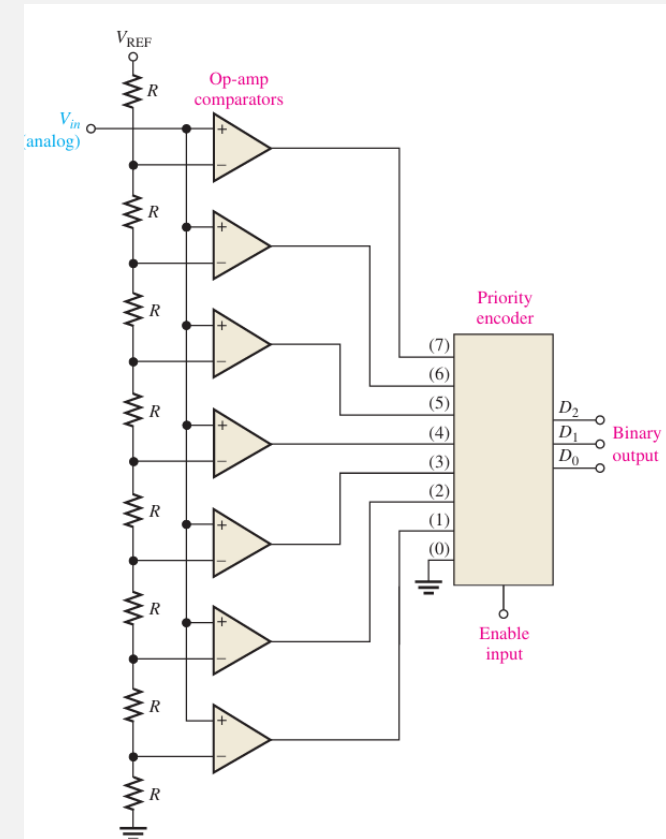 VREF
R
Op-amp
comparators
Vin
(analog)
+
−
R
+
−
R
+
−
R
+
−
R
+
−
R
+
−
R
+
−
R
Priority
encoder
(7)
(6)
(5)
(4)
(3)
(2)
(1)
(0)
D2
D1
D0
Binary
output
Enable
input